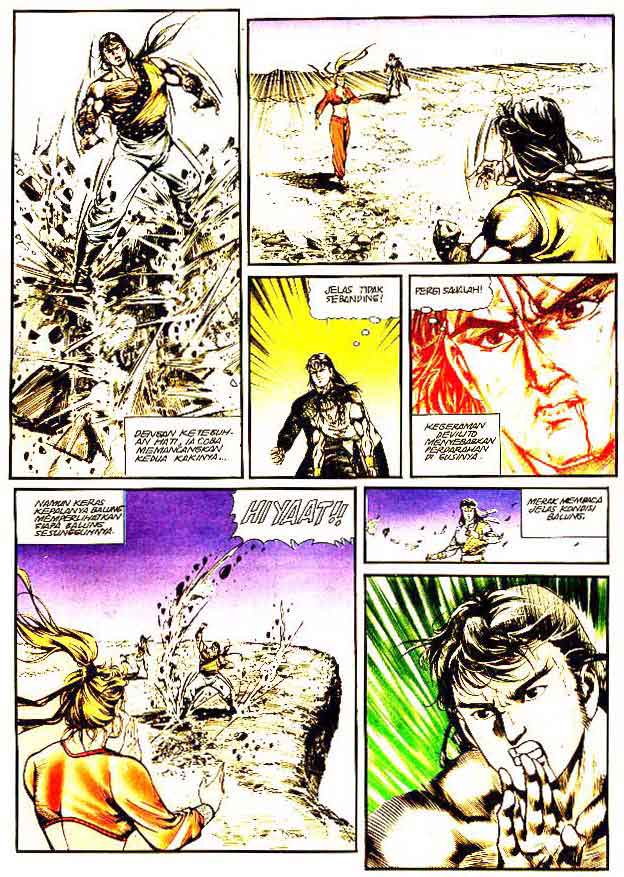 DENGAN KETEGUH-
AN HATI, IA COBA
MEMANCANGKAN
KEDUA KAKINYA...
JELAS TIDAK
SEBANDING!
PERGI SAJALAH!
KEGERAMAN
DEVILITO
MENYEBABKAN
PERDARAHAN
DI GUSINYA.
NAMUN KERAS
KEPALANYA BALUNG
MEMPERLIHATKAN
SIAPA BALUNG
SESUNGGUHNYA.
HIYAAT!!
MERAK MEMBACA
JELAS KONDISI
BALUNG.